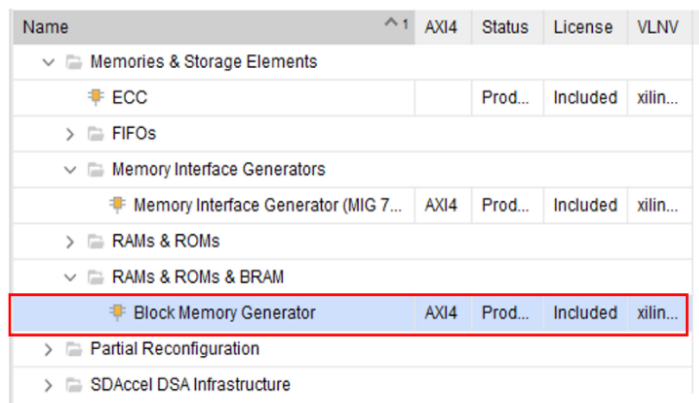 Name 1 AXI4 Status License VLNV
Memories & Storage Elements
ECC Prod... Included xilin...
FIFOs
Memory Interface Generators
Memory Interface Generator (MIG 7... AXI4 Prod... Included xilin...
RAMs & ROMs
RAMs & ROMs & BRAM
Block Memory Generator AXI4 Prod... Included xilin...
Partial Reconfiguration
SDAccel DSA Infrastructure